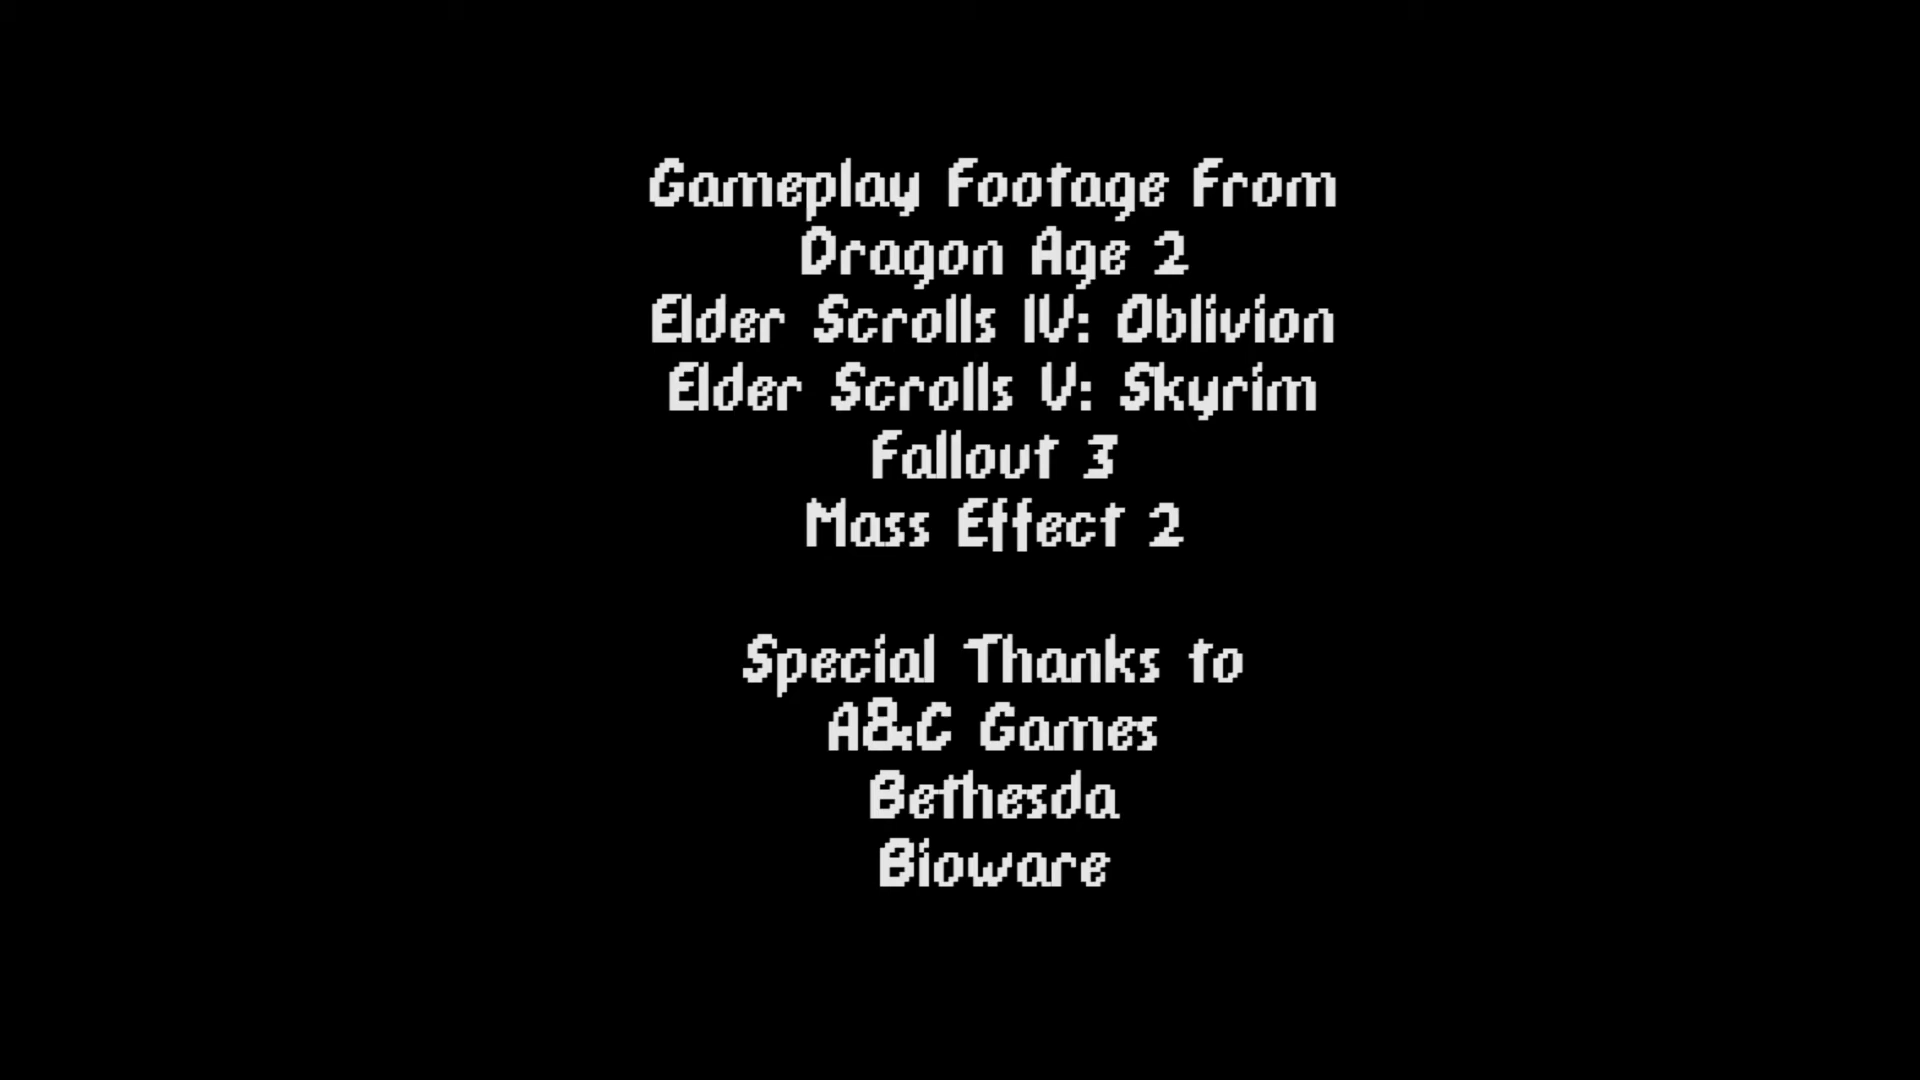 Gameplay Footage From
Dragon Age 2
Elder Scrolls IV: Oblivion
Elder Scrolls V: Skyrim
Fallout 3
Mass Effect 2
Special Thanks to
A&C Games
Bethesda
Bioware